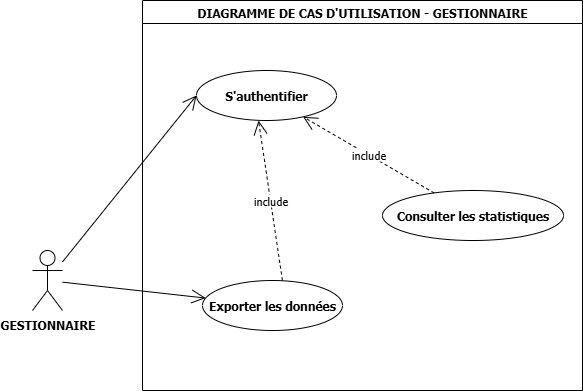 DIAGRAMME DE CAS D'UTILISATION - GESTIONNAIRE
S'authentifier
include
include
Consulter les statistiques
Exporter les données
GESTIONNAIRE